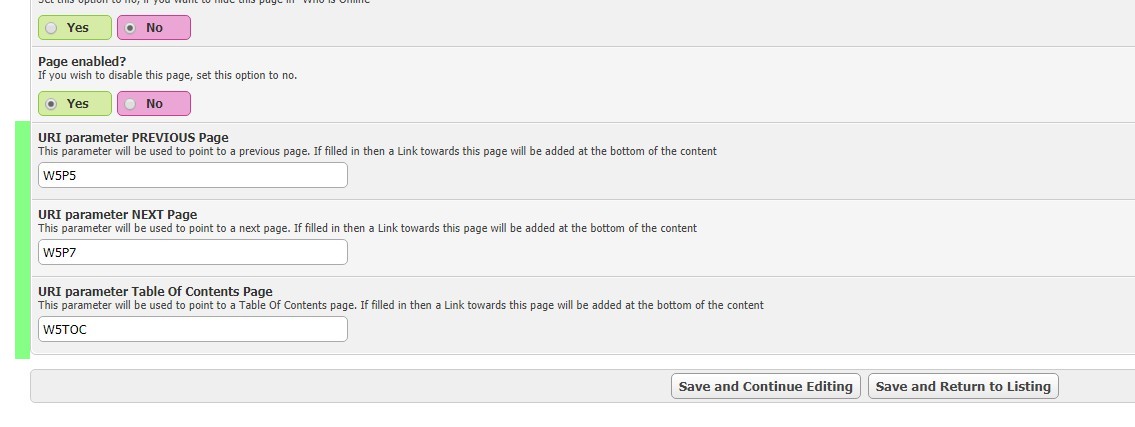 Set this option to no, if you want to hide this page in "Who is Online"
Yes No
Page enabled?
If you wish to disable this page, set this option to no.
Yes No
URI parameter PREVIOUS Page
This parameter will be used to point to a previous page. If filled in then a Link towards this page will be added at the bottom of the content
W5P5
URI parameter NEXT Page
This parameter will be used to point to a next page. If filled in then a Link towards this page will be added at the bottom of the content
W5P7
URI parameter Table Of Contents Page
This parameter will be used to point to a Table Of Contents page. If filled in then a Link towards this page will be added at the bottom of the content
W5TOC
Save and Continue Editing Save and Return to Listing